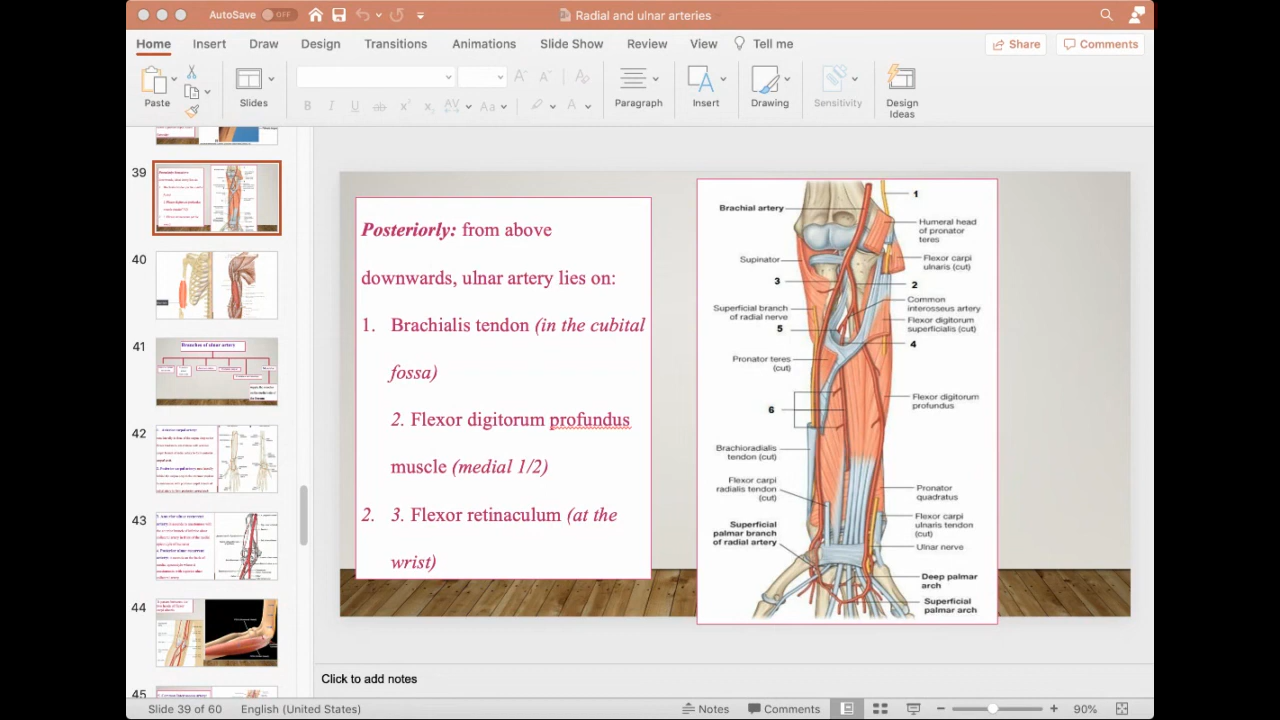 AutoSave OFF
Radial and ulnar arteries
Home Insert Draw Design Transitions Animations Slide Show Review View Tell me
Share Comments
Paste
Slides
Paragraph
Insert
Drawing
Sensitivity
Design
Ideas
39
40
41
Branches of ulnar artery
42
43
44
45
Posteriorly: from above
downwards, ulnar artery lies on:
1. Brachialis tendon (in the cubital
fossa)
2. Flexor digitorum profundus
muscle (medial 1/2)
2. 3. Flexor retinaculum (at the
wrist)
Brachial artery
1
Humeral head
of pronator
teres
Supinator
Flexor carpi
ulnaris (cut)
3
2
Superficial branch
of radial nerve
Common
interosseus artery
5
Flexor digitorum
superficialis (cut)
4
Pronator teres
(cut)
6
Flexor digitorum
profundus
Brachioradialis
tendon (cut)
Flexor carpi
radialis tendon
(cut)
Pronator
quadratus
Superficial
palmar branch
of radial artery
Flexor carpi
ulnaris tendon
(cut)
Ulnar nerve
Deep palmar
arch
Superficial
palmar arch
Click to add notes
Slide 39 of 60 English (United States) Notes Comments 90%